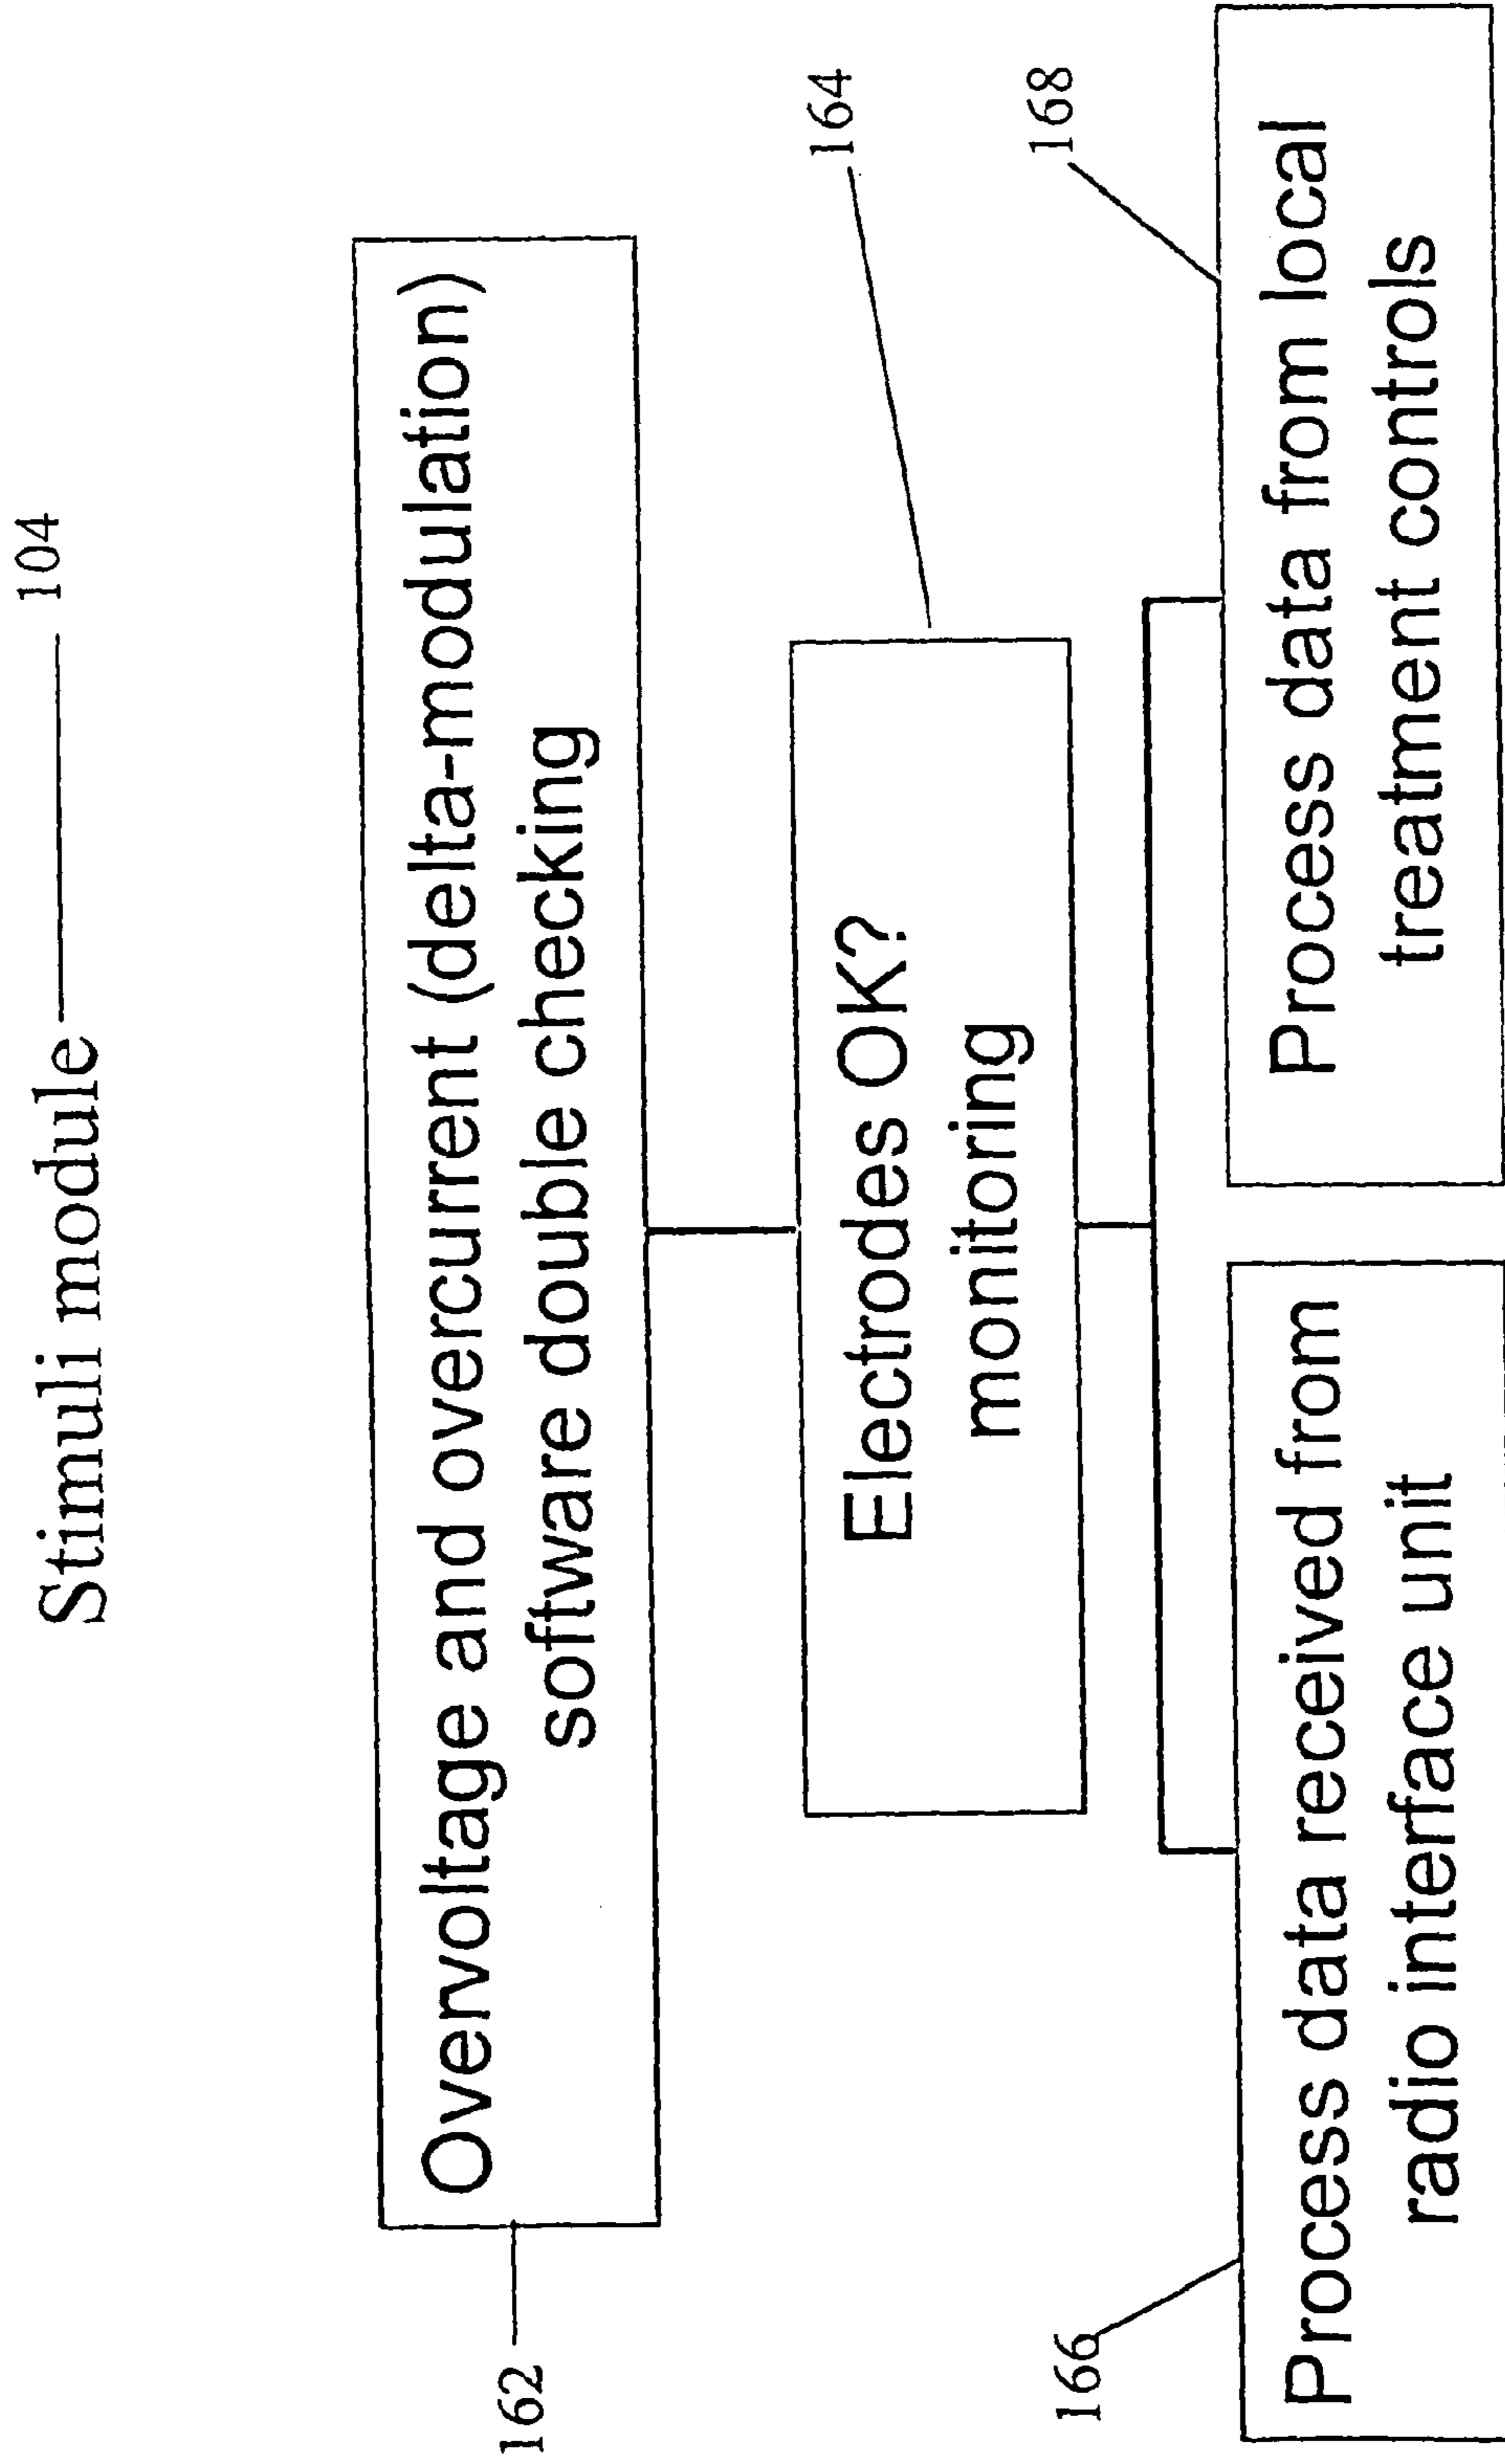 Stimuli module 104
Overvoltage and overcurrent (delta-modulation)
software double checking
162
Electrodes OK?
monitoring
164
Process data received from
radio interface unit
166
Process data from local
treatment controls
168